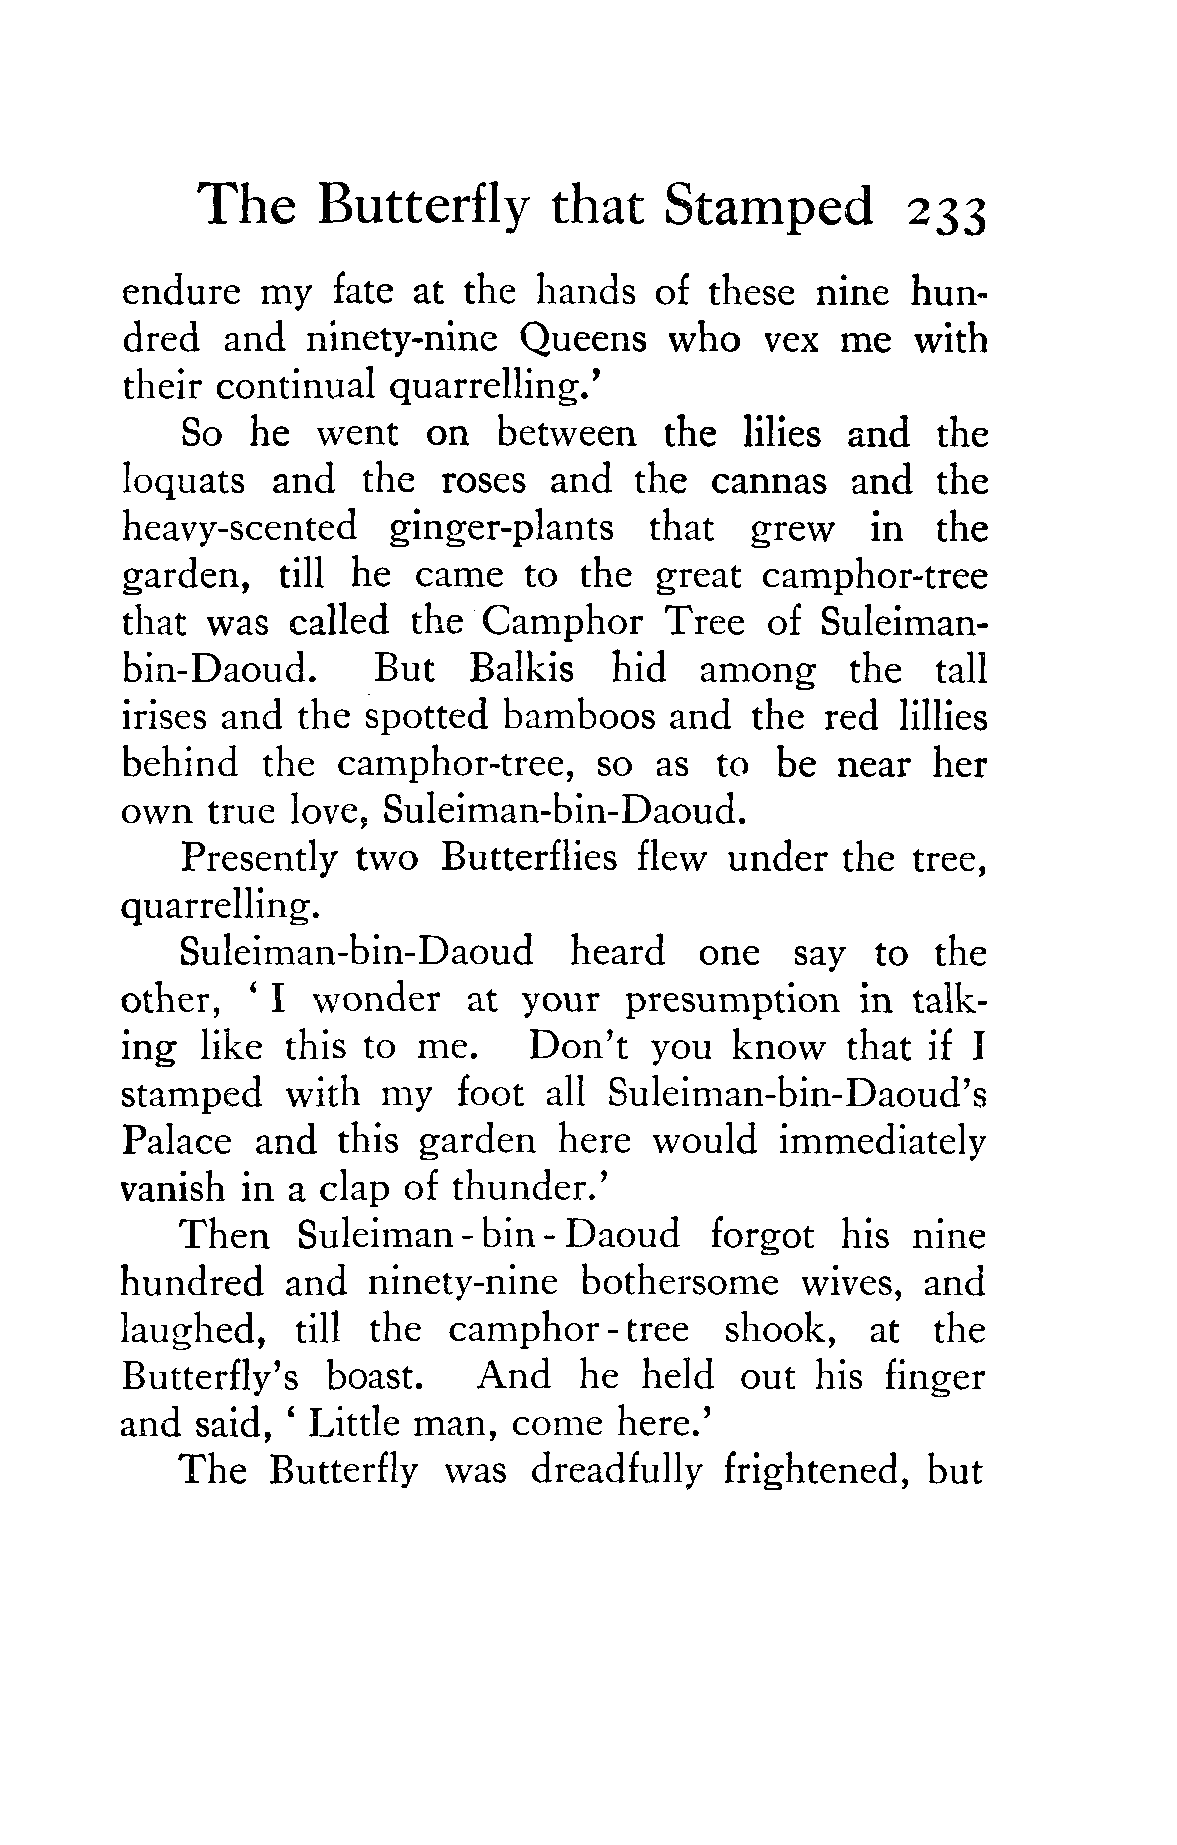 The Butterfly that Stamped 233
endure my fate at the hands of these nine hun-
dred and ninety-nine Queens who vex me with
their continual quarrelling.’
So he went on between the lilies and the
loquats and the roses and the cannas and the
heavy-scented ginger-plants that grew in the
garden, till he came to the great camphor-tree
that was called the Camphor Tree of Suleiman-
bin-Daoud. But Balkis hid among the tall
irises and the spotted bamboos and the red lillies
behind the camphor-tree, so as to be near her
own true love, Suleiman-bin-Daoud.
Presently two Butterflies flew under the tree,
quarrelling.
Suleiman-bin-Daoud heard one say to the
other, ‘ I wonder at your presumption in talk-
ing like this to me. Don’t you know that if I
stamped with my foot all Suleiman-bin-Daoud’s
Palace and this garden here would immediately
vanish in a clap of thunder.’
Then Suleiman - bin - Daoud forgot his nine
hundred and ninety-nine bothersome wives, and
laughed, till the camphor - tree shook, at the
Butterfly’s boast. And he held out his finger
and said, ‘ Little man, come here.’
The Butterfly was dreadfully frightened, but